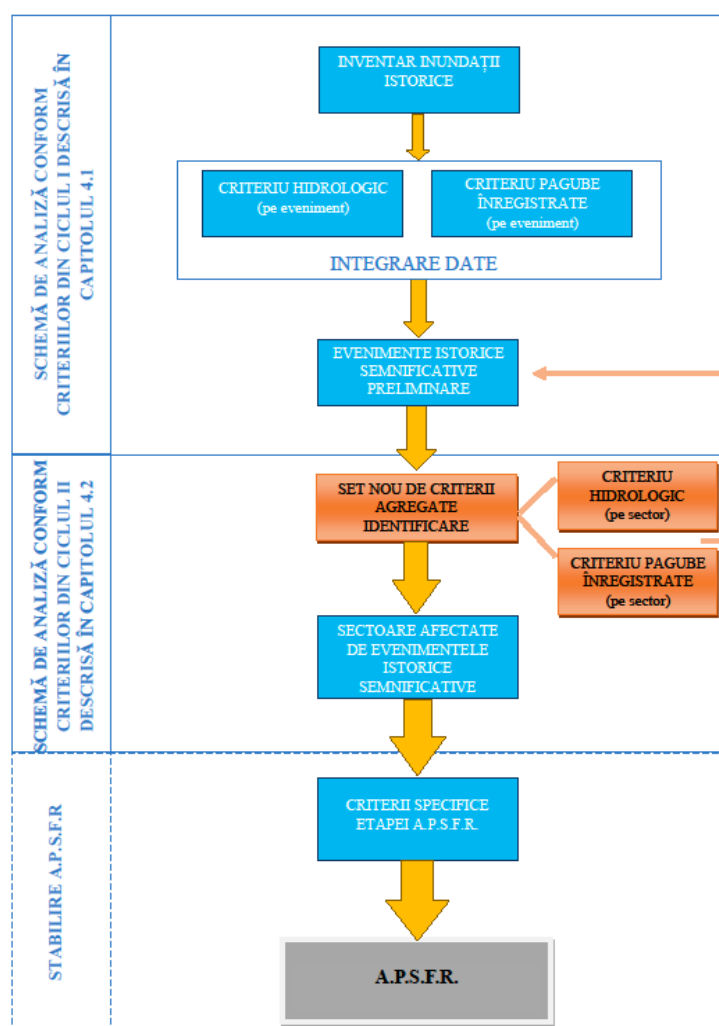 SCHEMĂ DE ANALIZĂ CONFORM
CRITERIILOR DIN CICLUL I DESCRISĂ ÎN
CAPITOLUL 4.1
INVENTAR INUNDAȚII
ISTORICE
CRITERIU HIDROLOGIC
(pe eveniment)
CRITERIU PAGUBE
ÎNREGISTRATE
(pe eveniment)
INTEGRARE DATE
EVENIMENTE ISTORICE
SEMNIFICATIVE
PRELIMINARE
SCHEMĂ DE ANALIZĂ CONFORM
CRITERIILOR DIN CICLUL II
DESCRISĂ ÎN CAPITOLUL 4.2
SET NOU DE CRITERII
AGREGATE
IDENTIFICARE
CRITERIU
HIDROLOGIC
(pe sector)
CRITERIU PAGUBE
ÎNREGISTRATE
(pe sector)
SECTOARE AFECTATE
DE EVENIMENTELE
ISTORICE
SEMNIFICATIVE
STABILIRE A.P.S.F.R
CRITERII SPECIFICE
ETAPEI A.P.S.F.R.
A.P.S.F.R.